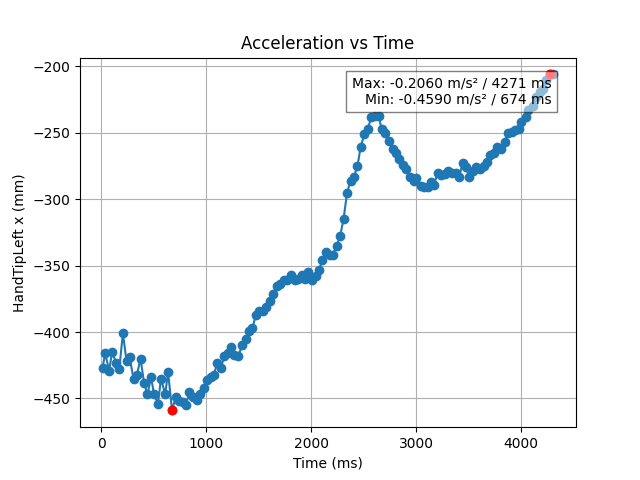 Acceleration vs Time
Max: -0.2060 m/s² / 4271 ms
Min: -0.4590 m/s² / 674 ms
HandTipLeft x (mm)
−200
−250
−300
−350
−400
−450
0 1000 2000 3000 4000
Time (ms)